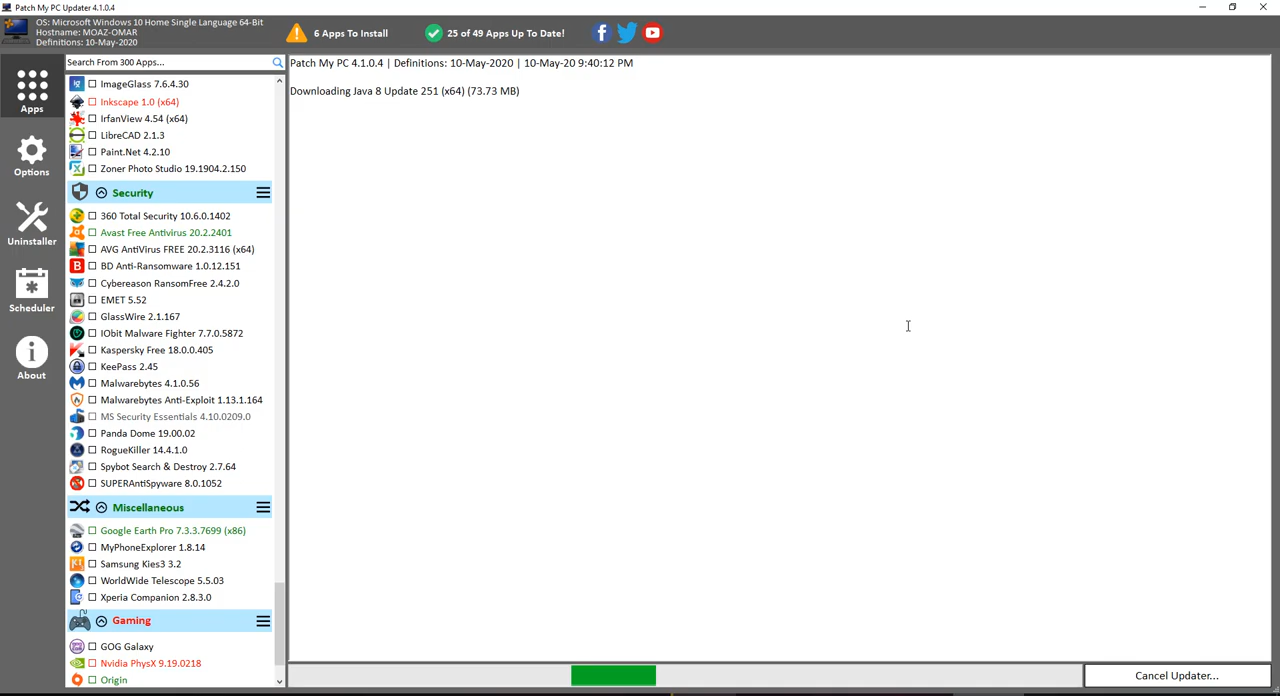 Patch My PC Updater 4.1.0.4
OS: Microsoft Windows 10 Home Single Language 64-Bit
Hostname: MOAZ-OMAR
Definitions: 10-May-2020
6 Apps To Install
25 of 49 Apps Up To Date!
Search From 300 Apps...
Apps
Options
Uninstaller
Scheduler
About
ImageGlass 7.6.4.30
Inkscape 1.0 (x64)
IrfanView 4.54 (x64)
LibreCAD 2.1.3
Paint.Net 4.2.10
Zoner Photo Studio 19.1904.2.150
Security
360 Total Security 10.6.0.1402
Avast Free Antivirus 20.2.2401
AVG AntiVirus FREE 20.2.3116 (x64)
BD Anti-Ransomware 1.0.12.151
Cybereason RansomFree 2.4.2.0
EMET 5.52
GlassWire 2.1.167
IObit Malware Fighter 7.7.0.5872
Kaspersky Free 18.0.0.405
KeePass 2.45
Malwarebytes 4.1.0.56
Malwarebytes Anti-Exploit 1.13.1.164
MS Security Essentials 4.10.0209.0
Panda Dome 19.00.02
RogueKiller 14.4.1.0
Spybot Search & Destroy 2.7.64
SUPERAntiSpyware 8.0.1052
Miscellaneous
Google Earth Pro 7.3.3.7699 (x86)
MyPhoneExplorer 1.8.14
Samsung Kies3 3.2
WorldWide Telescope 5.5.03
Xperia Companion 2.8.3.0
Gaming
GOG Galaxy
Nvidia PhysX 9.19.0218
Origin
Patch My PC 4.1.0.4 | Definitions: 10-May-2020 | 10-May-20 9:40:12 PM
Downloading Java 8 Update 251 (x64) (73.73 MB)
Cancel Updater...